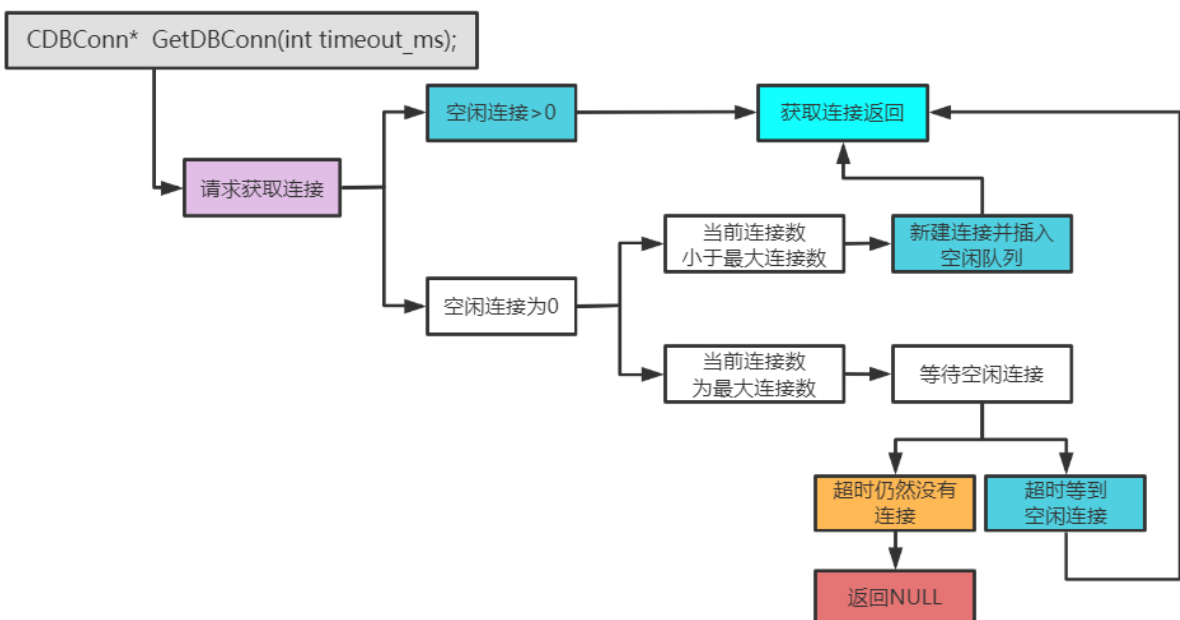 CDBConn* GetDBConn(int timeout_ms);
空闲连接>0
获取连接返回
请求获取连接
当前连接数
小于最大连接数
新建连接并插入
空闲队列
空闲连接为0
当前连接数
为最大连接数
等待空闲连接
超时仍然没有
连接
超时等到
空闲连接
返回NULL